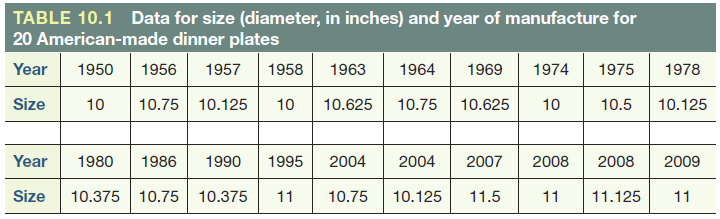 TABLE 10.1 Data for size (diameter, in inches) and year of manufacture for
20 American-made dinner plates
Year 1950 1956 1957 1958 1963 1964 1969 1974 1975 1978
Size 10 10.75 10.125 10 10.625 10.75 10.625 10 10.5 10.125
Year 1980 1986 1990 1995 2004 2004 2007 2008 2008 2009
Size 10.375 10.75 10.375 11 10.75 10.125 11.5 11 11.125 11